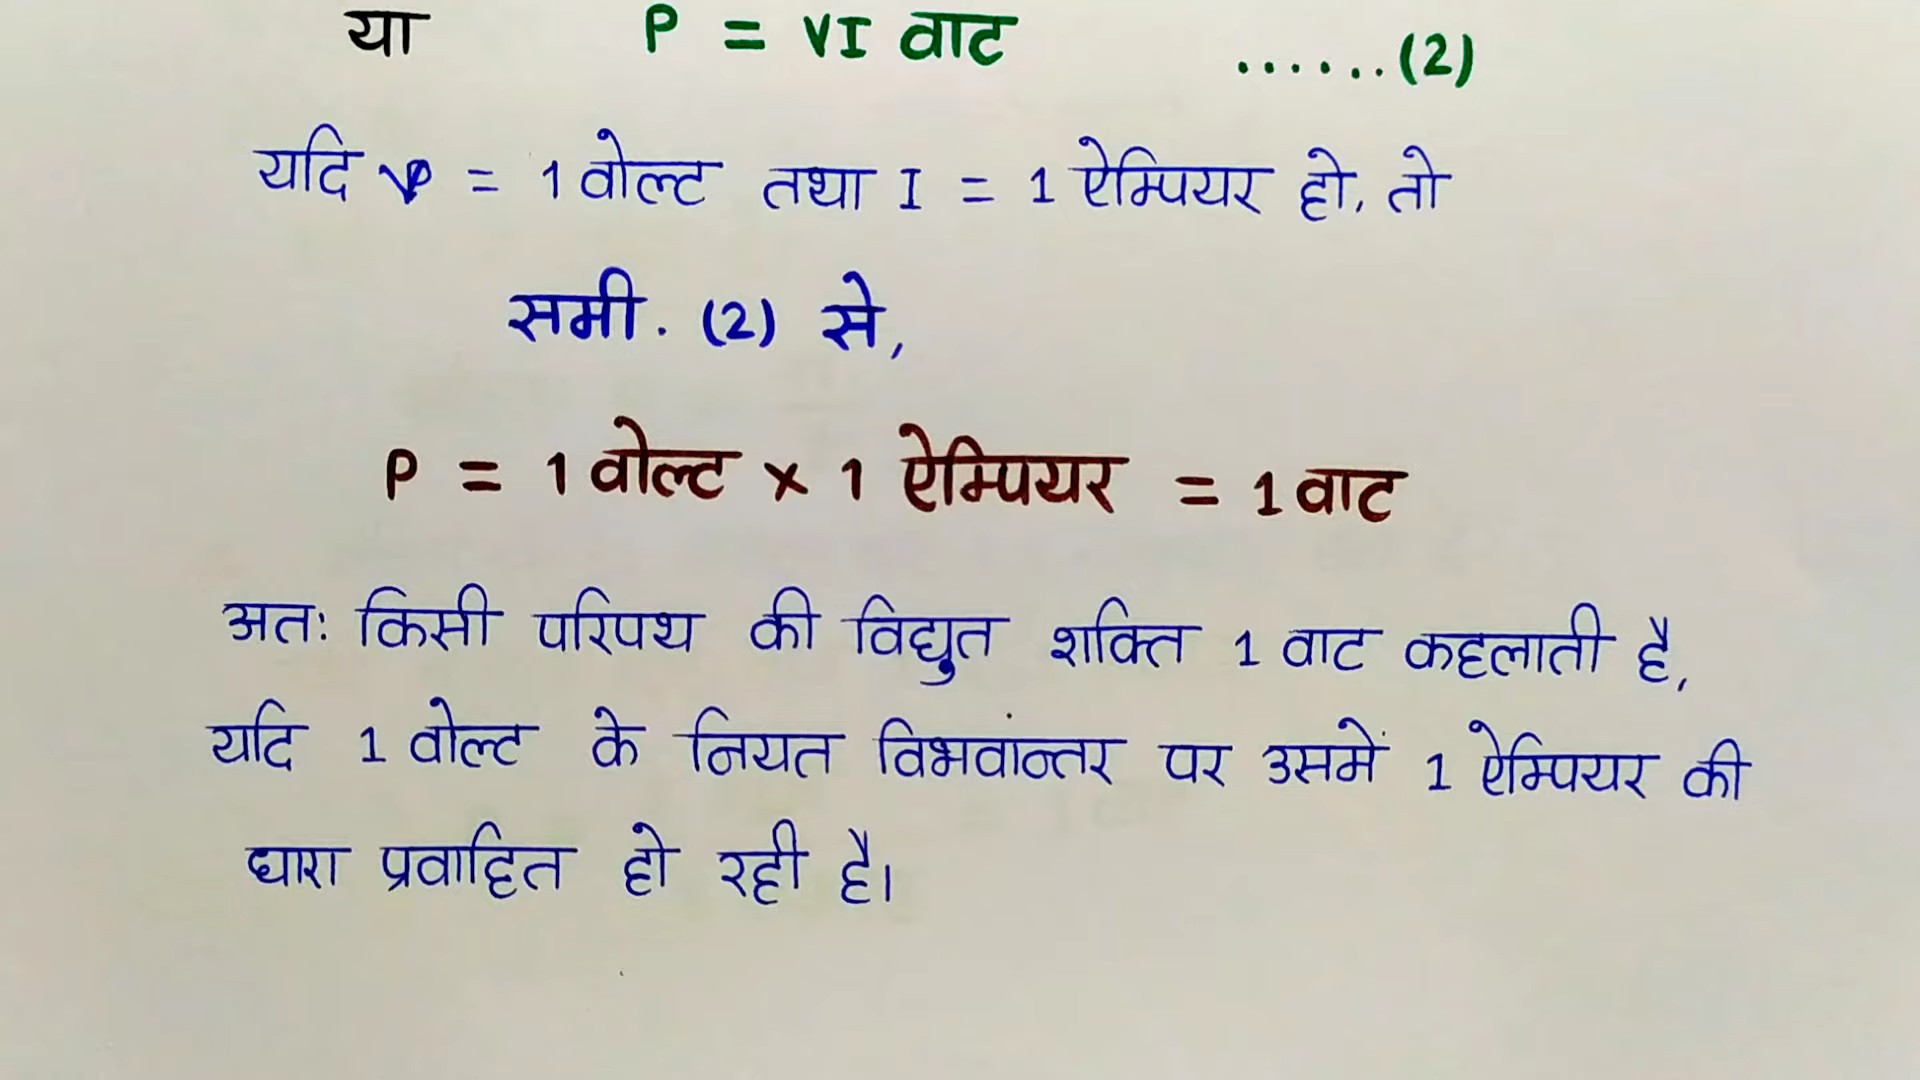 या P = VI वाट ......(2)
यदि V = 1 वोल्ट तथा I = 1 ऐम्पियर हो, तो
समी. (2) से,
P = 1 वोल्ट × 1 ऐम्पियर = 1 वाट
अतः किसी परिपथ की विद्युत शक्ति 1 वाट कहलाती है,
यदि 1 वोल्ट के नियत विभवांन्तर पर उसमें 1 ऐम्पियर की
धारा प्रवाहित हो रही है।